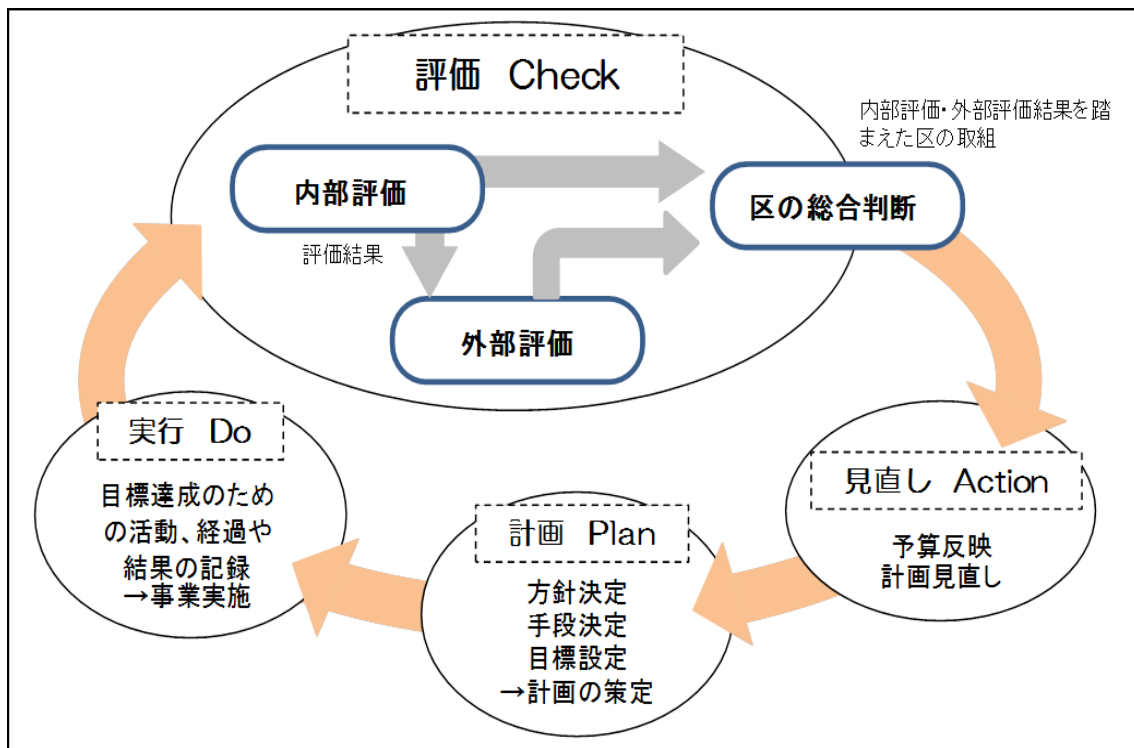 評価 Check
内部評価・外部評価結果を踏
まえた区の取組
内部評価
区の総合判断
評価結果
外部評価
実行 Do
目標達成のため
の活動、経過や
結果の記録
→事業実施
計画 Plan
方針決定
手段決定
目標設定
→計画の策定
見直し Action
予算反映
計画見直し